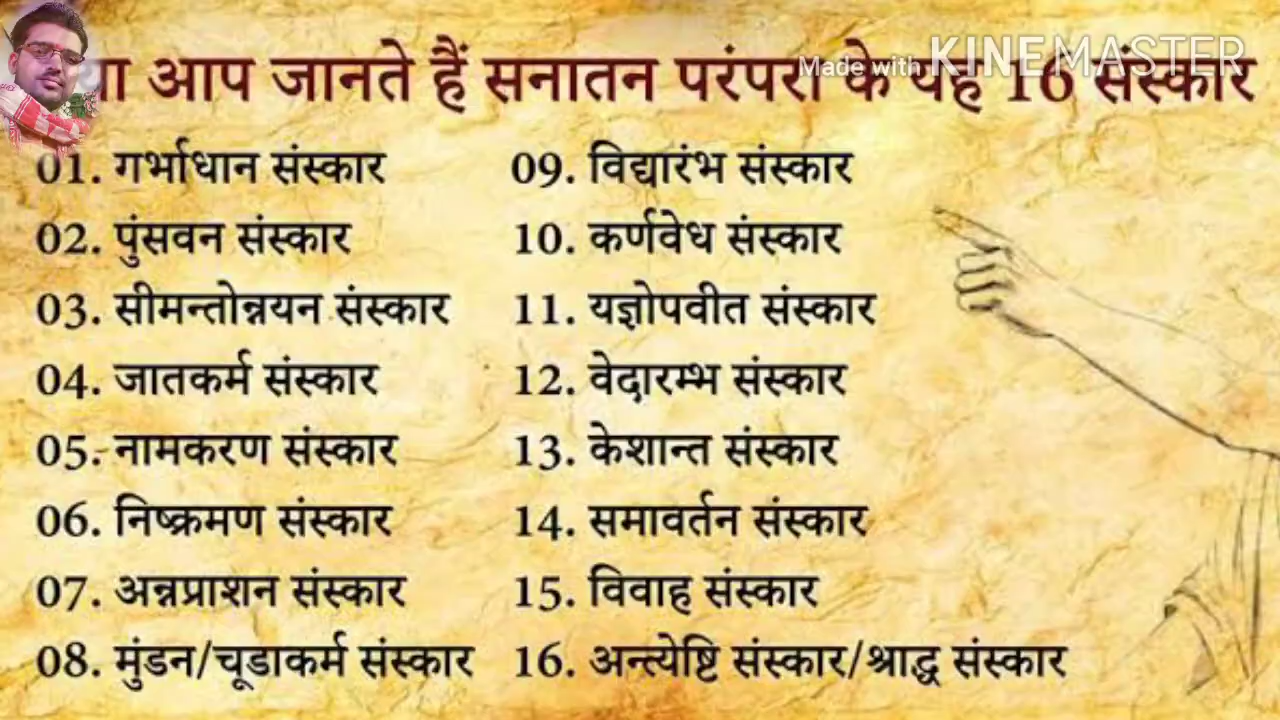 या आप जानते हैं सनातन परंपरा के यह 16 संस्कार
Made with KINEMASTER
01. गर्भाधान संस्कार
02. पुंसवन संस्कार
03. सीमन्तोन्नयन संस्कार
04. जातकर्म संस्कार
05. नामकरण संस्कार
06. निष्क्रमण संस्कार
07. अन्नप्राशन संस्कार
08. मुंडन/चूडाकर्म संस्कार
09. विद्यारंभ संस्कार
10. कर्णवेध संस्कार
11. यज्ञोपवीत संस्कार
12. वेदारम्भ संस्कार
13. केशान्त संस्कार
14. समावर्तन संस्कार
15. विवाह संस्कार
16. अन्त्येष्टि संस्कार/श्राद्ध संस्कार